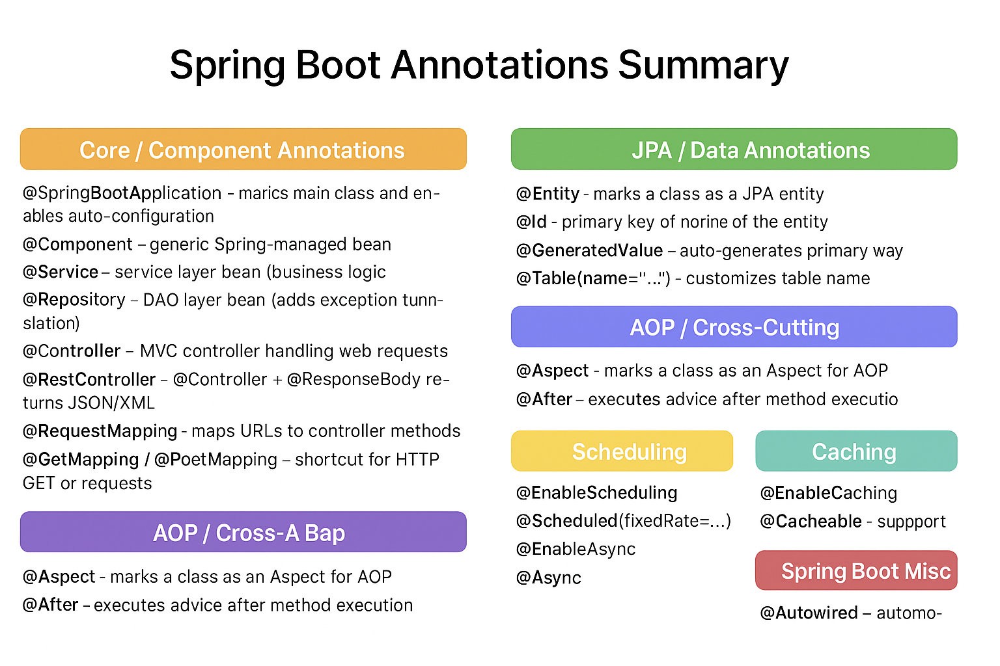 Spring Boot Annotations Summary
Core / Component Annotations
@SpringBootApplication - marics main class and en-
ables auto-configuration
@Component – generic Spring-managed bean
@Service – service layer bean (business logic
@Repository – DAO layer bean (adds exception tunn-
slation)
@Controller – MVC controller handling web requests
@RestController – @Controller + @ResponseBody re-
turns JSON/XML
@RequestMapping - maps URLs to controller methods
@GetMapping / @PoetMapping – shortcut for HTTP
GET or requests
AOP / Cross-A Bap
@Aspect - marks a class as an Aspect for AOP
@After – executes advice after method execution
JPA / Data Annotations
@Entity - marks a class as a JPA entity
@Id - primary key of norine of the entity
@GeneratedValue – auto-generates primary way
@Table(name="...") - customizes table name
AOP / Cross-Cutting
@Aspect - marks a class as an Aspect for AOP
@After – executes advice after method executio
Scheduling
@EnableScheduling
@Scheduled(fixedRate=...)
@EnableAsync
@Async
Caching
@EnableCaching
@Cacheable - suppport
Spring Boot Misc
@Autowired – automo-